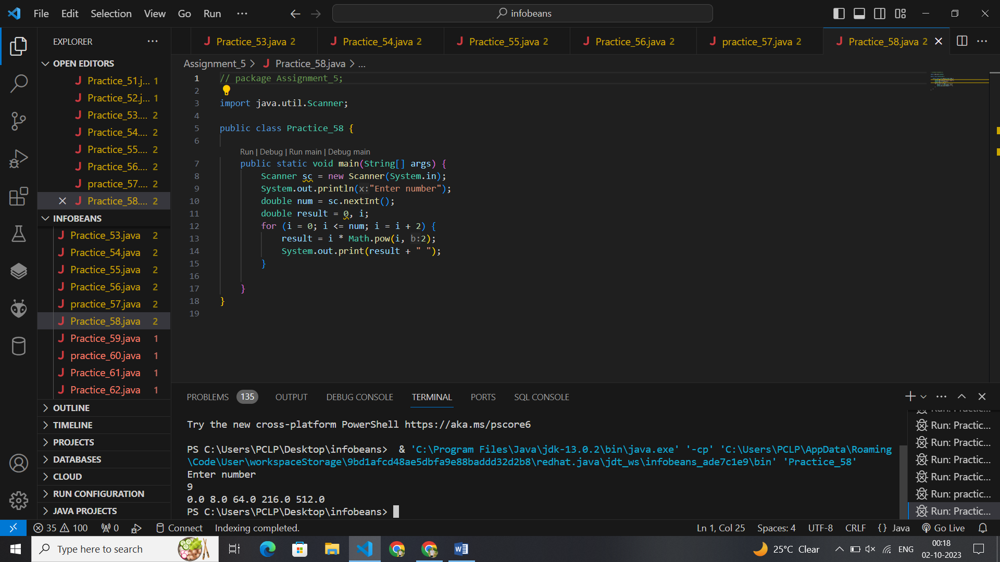 File Edit Selection View Go Run ...
infobeans
EXPLORER ...
Practice_53.java 2 Practice_54.java 2 Practice_55.java 2 Practice_56.java 2 practice_57.java 2 Practice_58.java 2
OPEN EDITORS
Practice_51.j... 1
Practice_52.j... 1
Practice_53.... 2
Practice_54.... 2
Practice_55.... 2
Practice_56.... 2
practice_57.... 2
Practice_58.... 2
INFOBEANS
Practice_53.java 2
Practice_54.java 2
Practice_55.java 2
Practice_56.java 2
practice_57.java 2
Practice_58.java 2
Practice_59.java 1
practice_60.java 1
Practice_61.java 1
Practice_62.java 1
OUTLINE
TIMELINE
PROJECTS
DATABASES
CLOUD
RUN CONFIGURATION
JAVA PROJECTS
Assignment_5 > Practice_58.java > ...
1 // package Assignment_5;
2
3 import java.util.Scanner;
4
5 public class Practice_58 {
6
Run | Debug | Run main | Debug main
7 public static void main(String[] args) {
8 Scanner sc = new Scanner(System.in);
9 System.out.println(x:"Enter number");
10 double num = sc.nextInt();
11 double result = 0, i;
12 for (i = 0; i <= num; i = i + 2) {
13 result = i * Math.pow(i, b:2);
14 System.out.print(result + " ");
15 }
16
17 }
18 }
19
PROBLEMS 135 OUTPUT DEBUG CONSOLE TERMINAL PORTS SQL CONSOLE
Try the new cross-platform PowerShell https://aka.ms/pscore6
PS C:\Users\PCLP\Desktop\infobeans> & 'C:\Program Files\Java\jdk-13.0.2\bin\java.exe' '-cp' 'C:\Users\PCLP\AppData\Roaming
\Code\User\workspaceStorage\9bd1afcd48ae5dbfa9e88baddd32d2b8\redhat.java\jdt_ws\infobeans_ade7c1e9\bin' 'Practice_58'
Enter number
9
0.0 8.0 64.0 216.0 512.0
PS C:\Users\PCLP\Desktop\infobeans>
Run: Practic...
Run: Practic...
Run: Practic...
Run: Practic...
Run: practic...
Run: Practic...
35 100 0 Connect Indexing completed. Ln 1, Col 25 Spaces: 4 UTF-8 CRLF {} Java Go Live
Type here to search
25°C Clear ENG
00:18
02-10-2023